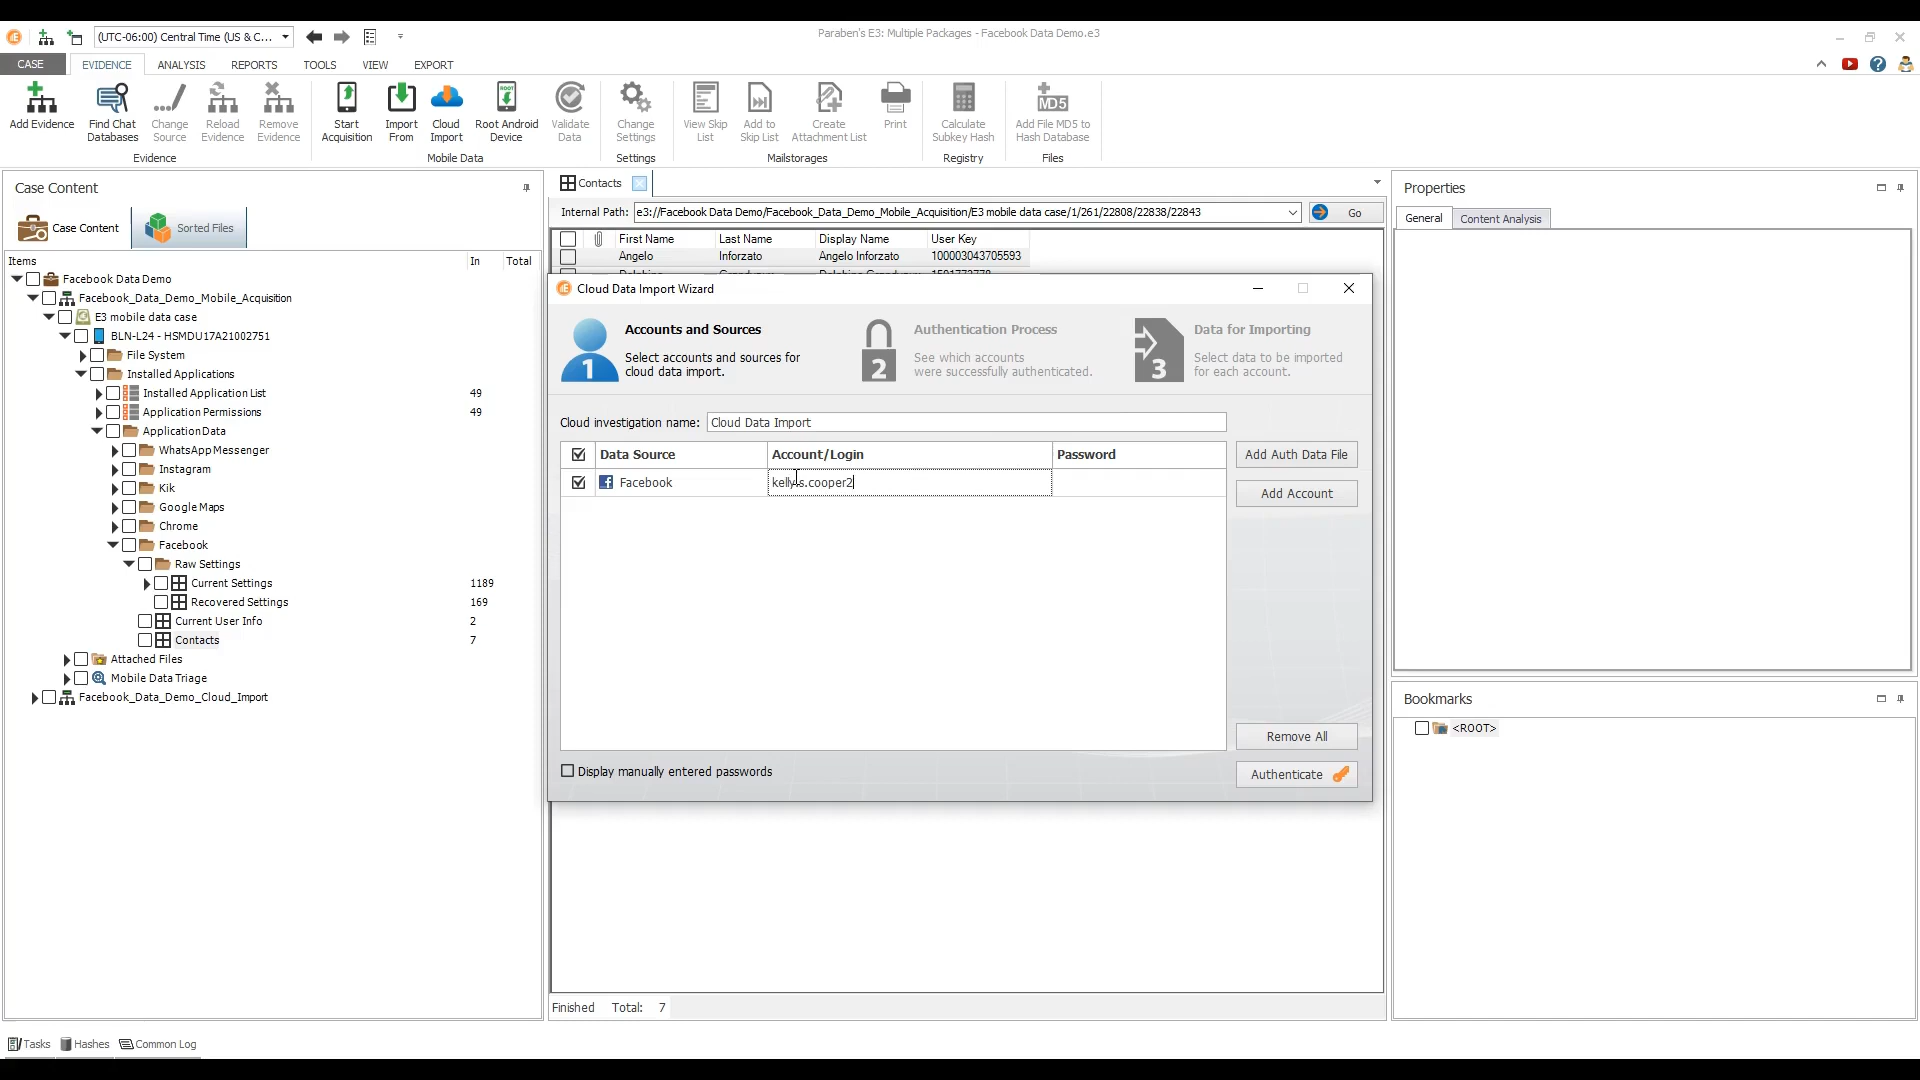 (UTC-06:00) Central Time (US & C...
Paraben's E3: Multiple Packages - Facebook Data Demo.e3
CASE EVIDENCE ANALYSIS REPORTS TOOLS VIEW EXPORT
Add Evidence
Find Chat Databases
Change Source
Reload Evidence
Remove Evidence
Start Acquisition
Import From
Cloud Import
Root Android Device
Validate Data
Change Settings
View Skip List
Add to Skip List
Create Attachment List
Print
Calculate Subkey Hash
Add File MD5 to Hash Database
Evidence Mobile Data Settings Mailstorages Registry Files
Case Content
Case Content Sorted Files
Items In Total
Facebook Data Demo
Facebook_Data_Demo_Mobile_Acquisition
E3 mobile data case
BLN-L24 - HSMDU17A21002751
File System
Installed Applications
Installed Application List 49
Application Permissions 49
ApplicationData
WhatsApp Messenger
Instagram
Kik
Google Maps
Chrome
Facebook
Raw Settings
Current Settings 1189
Recovered Settings 169
Current User Info 2
Contacts 7
Attached Files
Mobile Data Triage
Facebook_Data_Demo_Cloud_Import
Contacts
Internal Path: e3://Facebook Data Demo/Facebook_Data_Demo_Mobile_Acquisition/E3 mobile data case/1/261/22808/22838/22843 Go
First Name Last Name Display Name User Key
Angelo Inforzato Angelo Inforzato 100003043705593
Cloud Data Import Wizard
1
Accounts and Sources
Select accounts and sources for
cloud data import.
2
Authentication Process
See which accounts
were successfully authenticated.
3
Data for Importing
Select data to be imported
for each account.
Cloud investigation name: Cloud Data Import
Data Source Account/Login Password
Facebook kelly.s.cooper2
Add Auth Data File
Add Account
Remove All
Display manually entered passwords
Authenticate
Finished Total: 7
Properties
General Content Analysis
Bookmarks
<ROOT>
Tasks Hashes Common Log